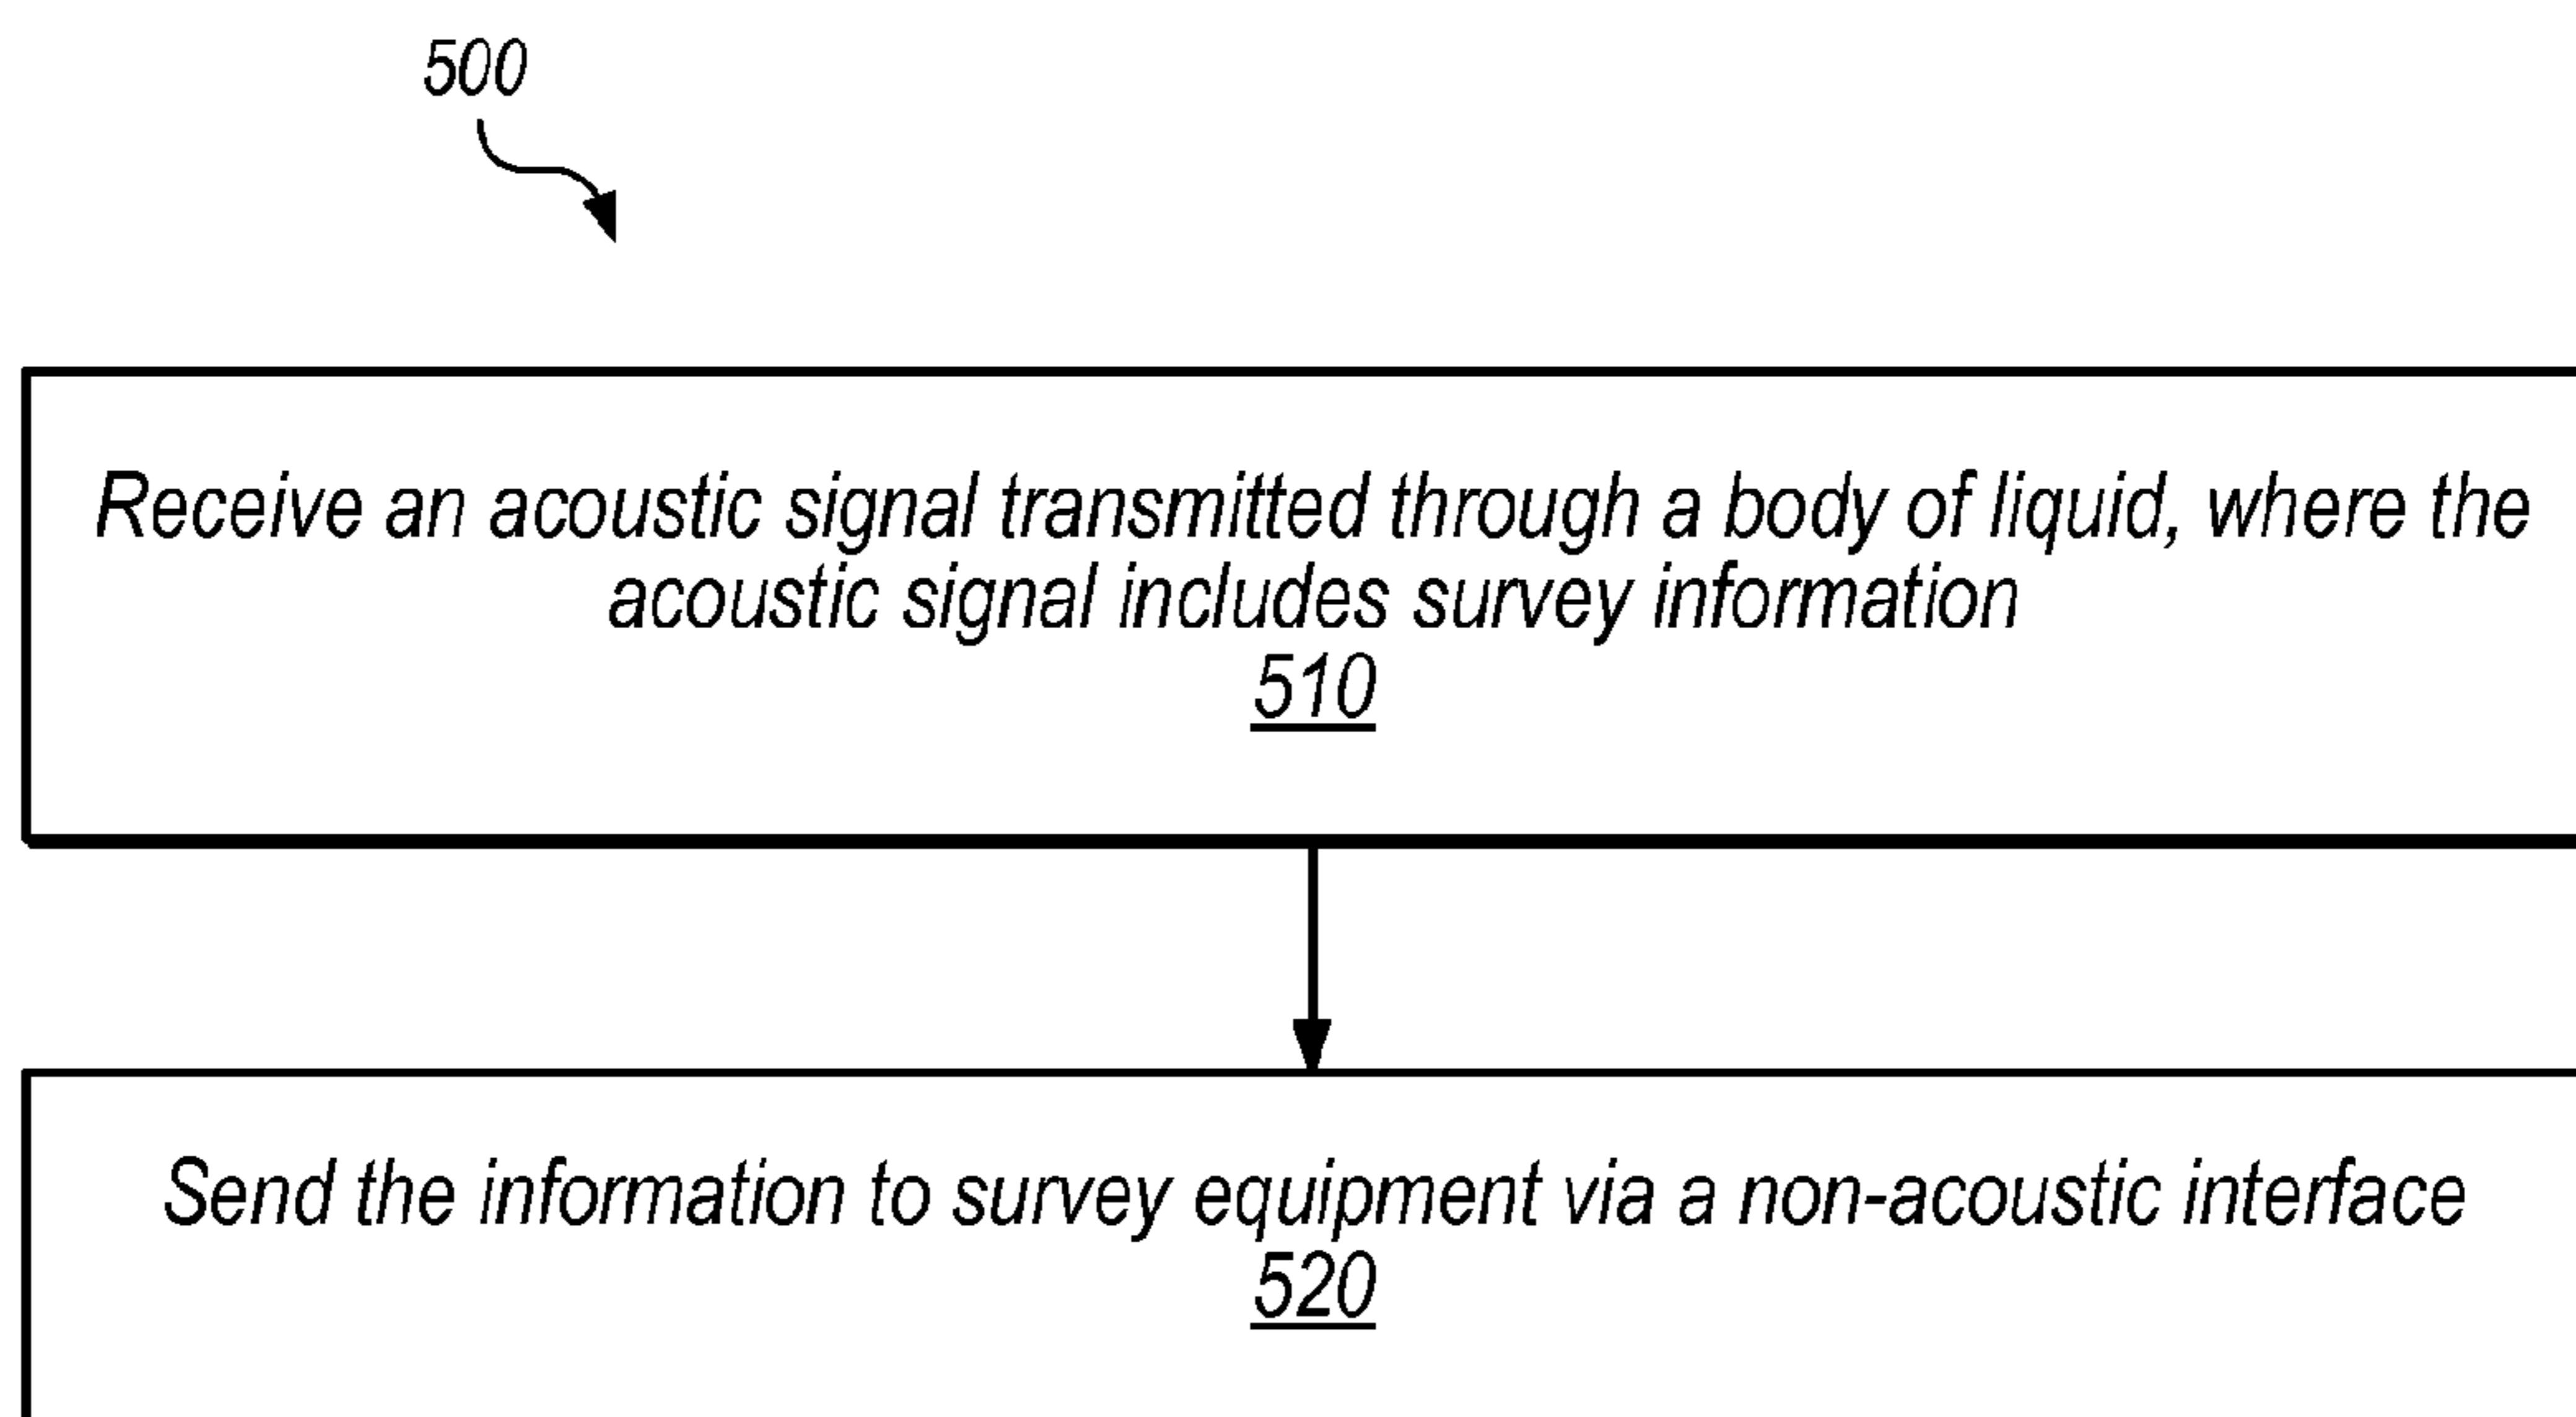 500
Receive an acoustic signal transmitted through a body of liquid, where the
acoustic signal includes survey information
510
Send the information to survey equipment via a non-acoustic interface
520